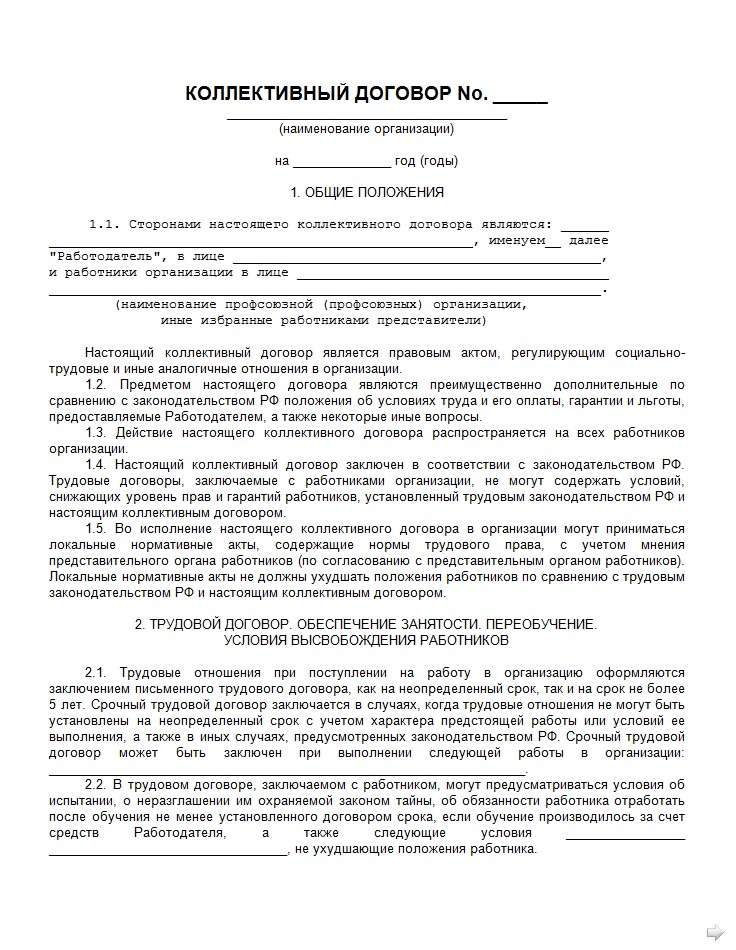 КОЛЛЕКТИВНЫЙ ДОГОВОР No. _____
________________________________________
(наименование организации)
на ______________ год (годы)
1. ОБЩИЕ ПОЛОЖЕНИЯ
1.1. Сторонами настоящего коллективного договора являются: ______
______________________________________________________, именуем__ далее
"Работодатель", в лице _______________________________________________,
и работники организации в лице ________________________________________
_______________________________________________________________________.
(наименование профсоюзной (профсоюзных) организации,
иные избранные работниками представители)
Настоящий коллективный договор является правовым актом, регулирующим социально-
трудовые и иные аналогичные отношения в организации.
1.2. Предметом настоящего договора являются преимущественно дополнительные по
сравнению с законодательством РФ положения об условиях труда и его оплаты, гарантии и льготы,
предоставляемые Работодателем, а также некоторые иные вопросы.
1.3. Действие настоящего коллективного договора распространяется на всех работников
организации.
1.4. Настоящий коллективный договор заключен в соответствии с законодательством РФ.
Трудовые договоры, заключаемые с работниками организации, не могут содержать условий,
снижающих уровень прав и гарантий работников, установленный трудовым законодательством РФ и
настоящим коллективным договором.
1.5. Во исполнение настоящего коллективного договора в организации могут приниматься
локальные нормативные акты, содержащие нормы трудового права, с учетом мнения
представительного органа работников (по согласованию с представительным органом работников).
Локальные нормативные акты не должны ухудшать положения работников по сравнению с трудовым
законодательством РФ и настоящим коллективным договором.
2. ТРУДОВОЙ ДОГОВОР. ОБЕСПЕЧЕНИЕ ЗАНЯТОСТИ. ПЕРЕОБУЧЕНИЕ.
УСЛОВИЯ ВЫСВОБОЖДЕНИЯ РАБОТНИКОВ
2.1. Трудовые отношения при поступлении на работу в организацию оформляются
заключением письменного трудового договора, как на неопределенный срок, так и на срок не более
5 лет. Срочный трудовой договор заключается в случаях, когда трудовые отношения не могут быть
установлены на неопределенный срок с учетом характера предстоящей работы или условий ее
выполнения, а также в иных случаях, предусмотренных законодательством РФ. Срочный трудовой
договор может быть заключен при выполнении следующей работы в организации:
____________________________________________________________________.
2.2. В трудовом договоре, заключаемом с работником, могут предусматриваться условия об
испытании, о неразглашении им охраняемой законом тайны, об обязанности работника отработать
после обучения не менее установленного договором срока, если обучение производилось за счет
средств Работодателя, а также следующие условия _________________
__________________________________, не ухудшающие положения работника.